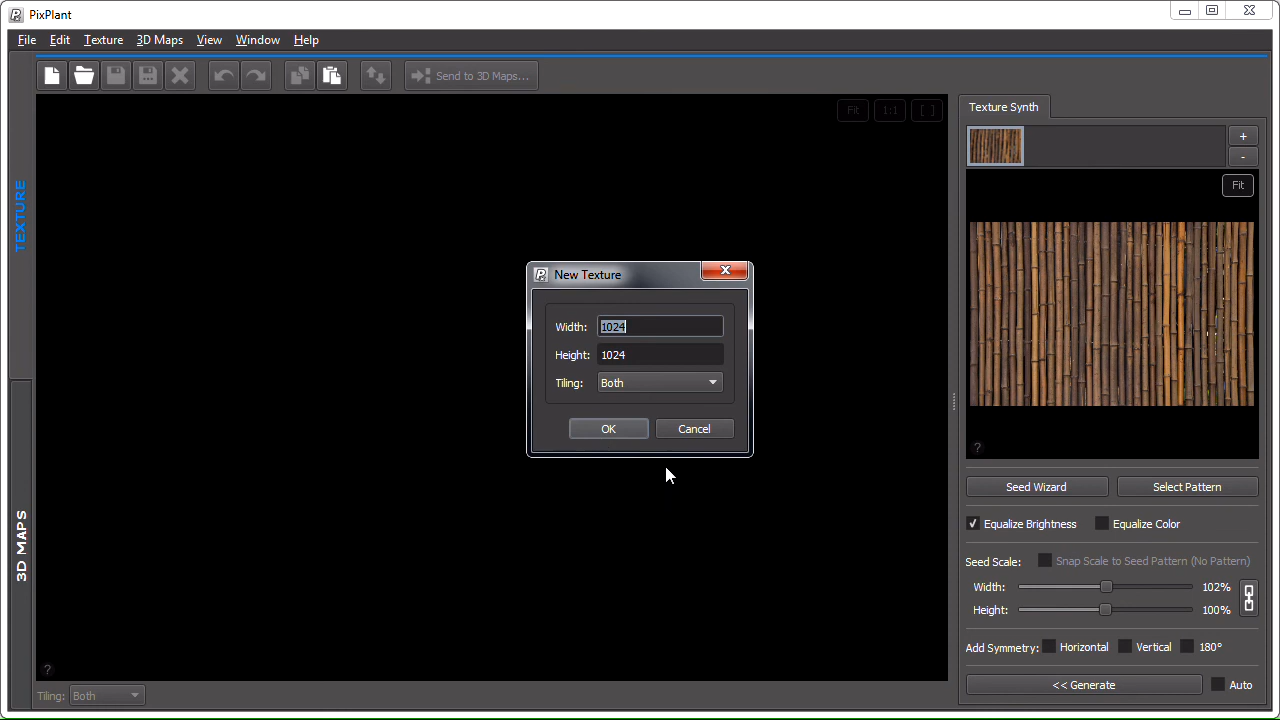 PixPlant
File Edit Texture 3D Maps View Window Help
Send to 3D Maps...
Fit 1:1 [ ]
TEXTURE
3D MAPS
New Texture
Width: 1024
Height: 1024
Tiling: Both
OK Cancel
?
Tiling: Both
Texture Synth
+
-
Fit
?
Seed Wizard Select Pattern
Equalize Brightness Equalize Color
Seed Scale: Snap Scale to Seed Pattern (No Pattern)
Width: 102%
Height: 100%
Add Symmetry: Horizontal Vertical 180°
<< Generate Auto